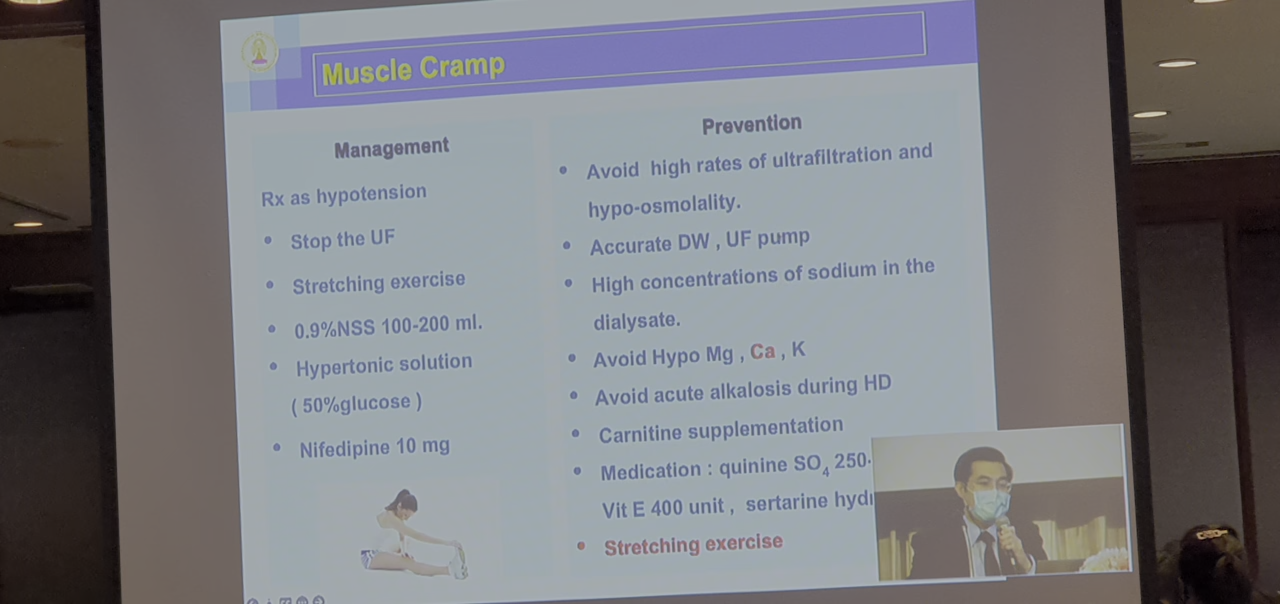 Muscle Cramp
Management
Rx as hypotension
• Stop the UF
• Stretching exercise
• 0.9%NSS 100-200 ml.
• Hypertonic solution
( 50%glucose )
• Nifedipine 10 mg
Prevention
• Avoid high rates of ultrafiltration and
hypo-osmolality.
• Accurate DW , UF pump
• High concentrations of sodium in the
dialysate.
• Avoid Hypo Mg , Ca , K
• Avoid acute alkalosis during HD
• Carnitine supplementation
• Medication : quinine SO4 250-
Vit E 400 unit , sertarine
• Stretching exercise